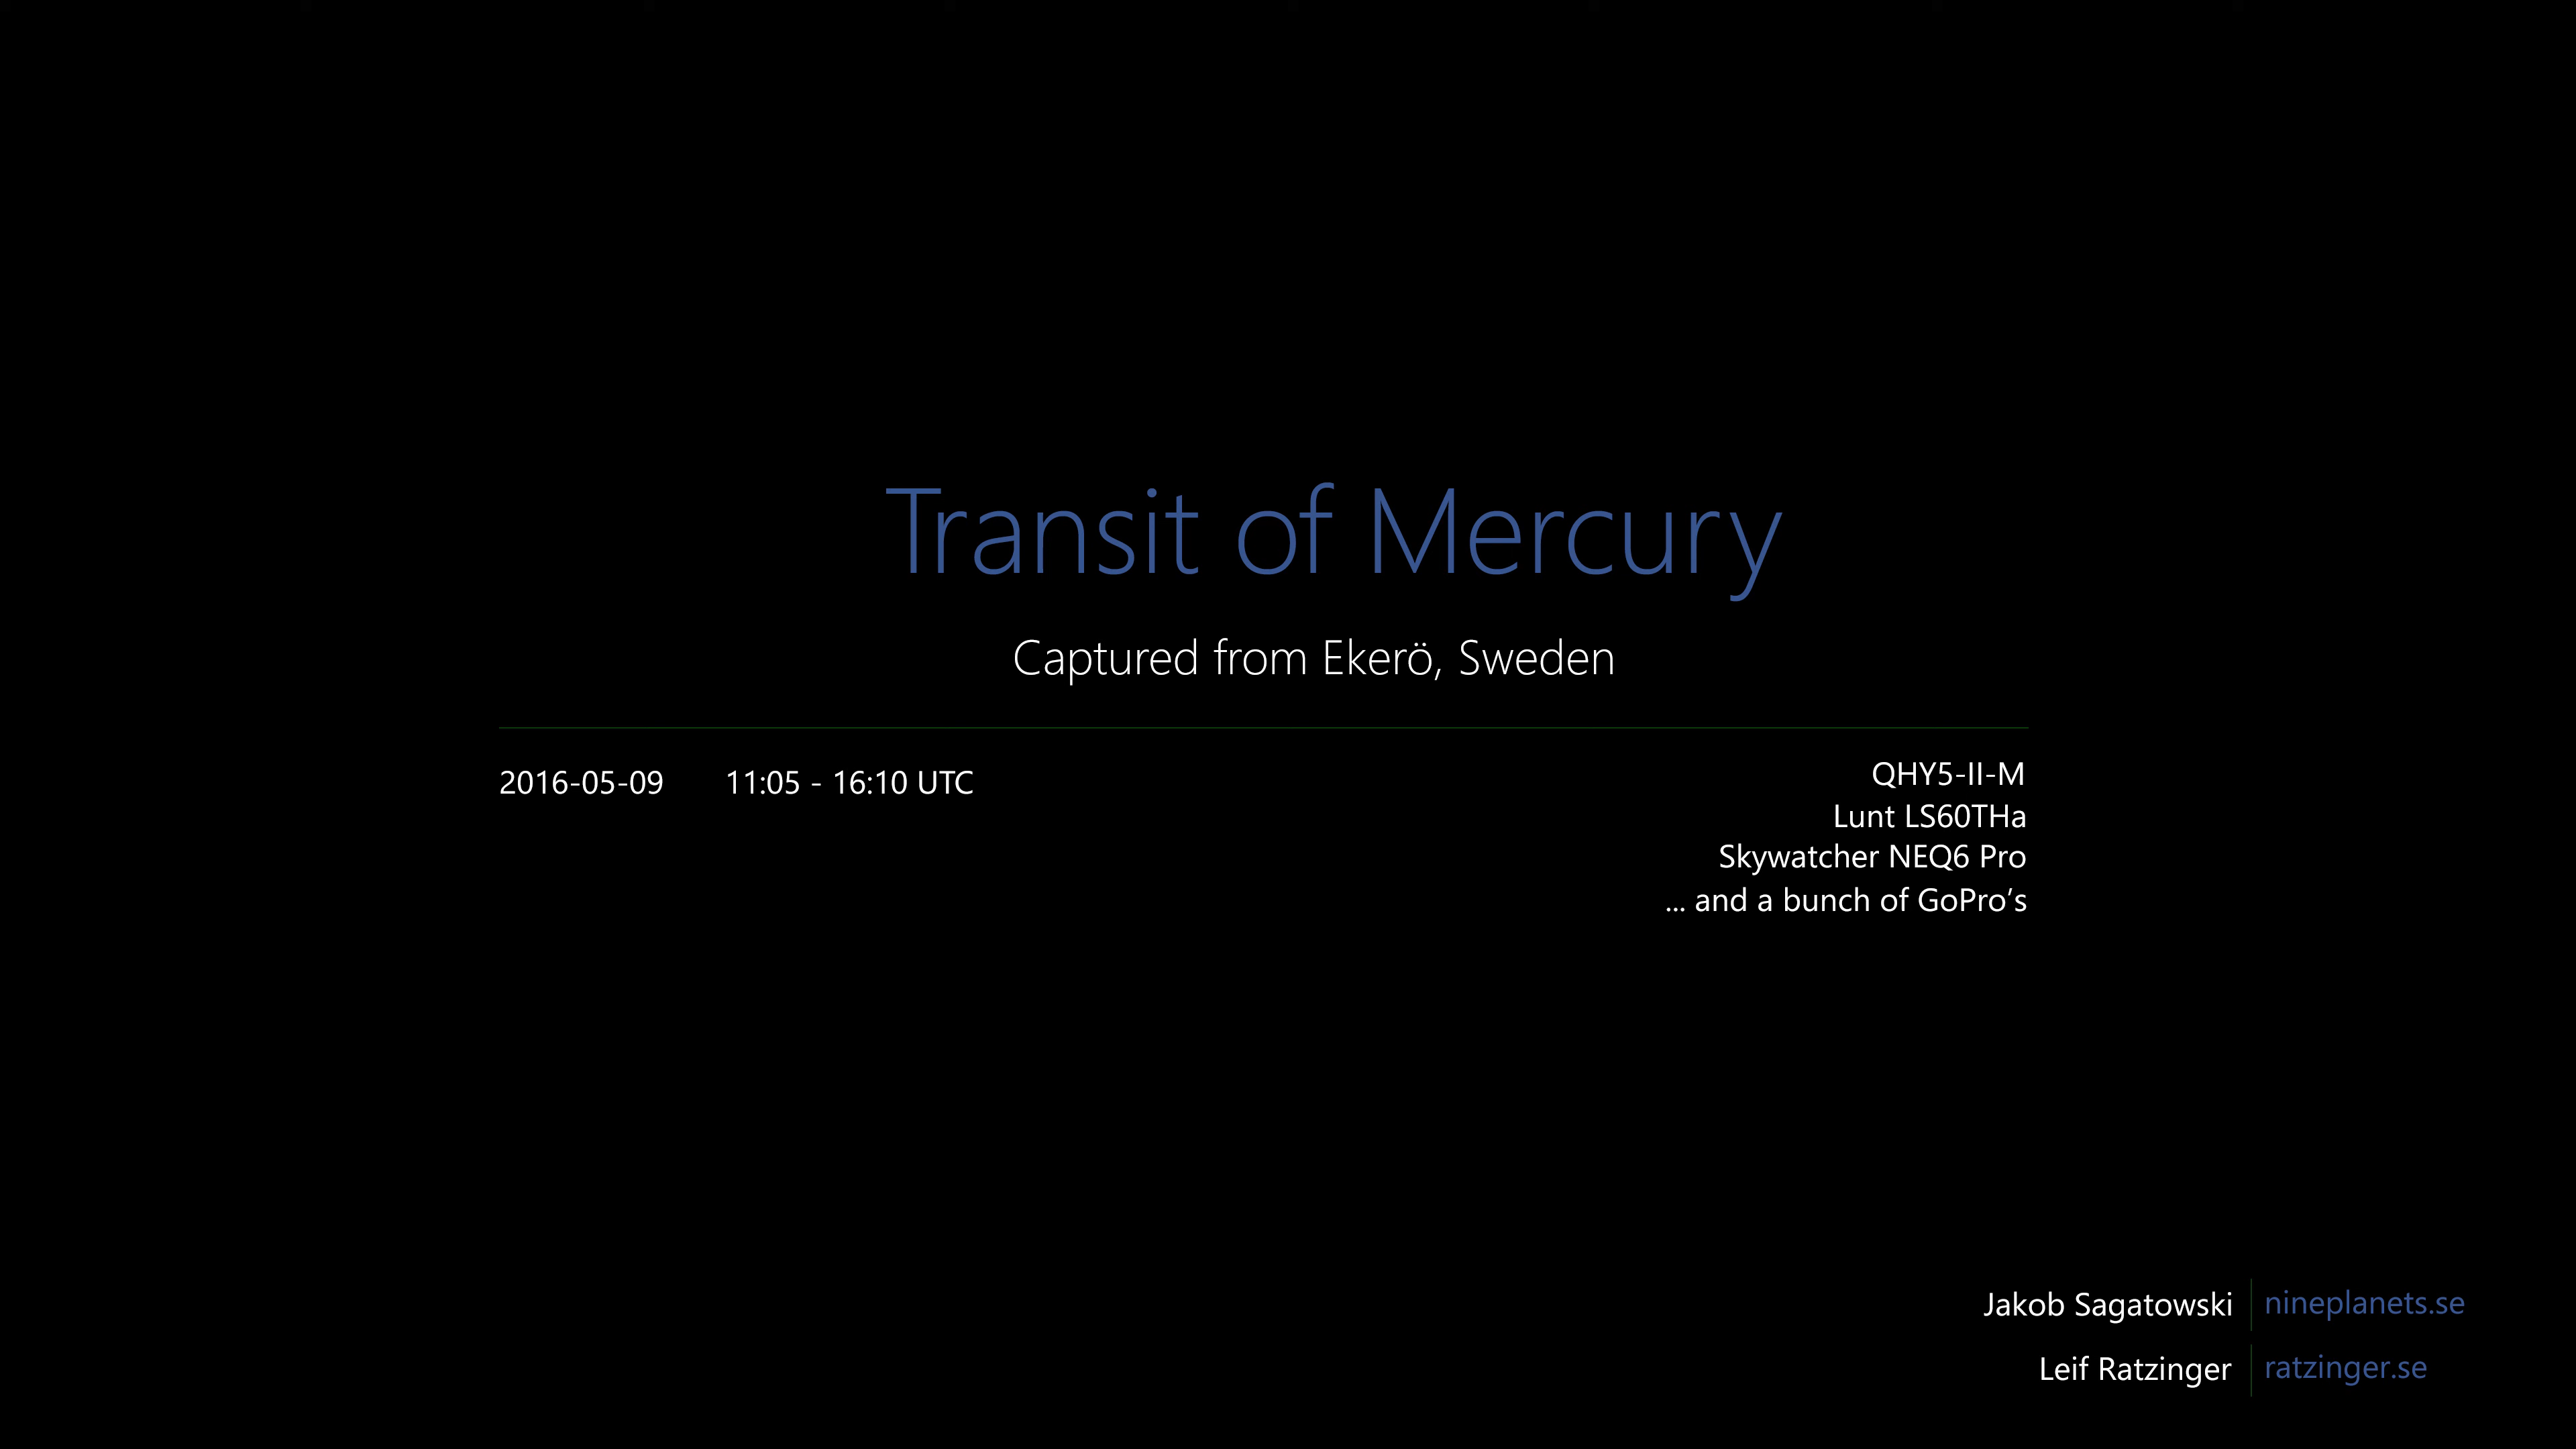 Transit of Mercury
Captured from Ekerö, Sweden
2016-05-09 11:05 - 16:10 UTC
QHY5-II-M
Lunt LS60THa
Skywatcher NEQ6 Pro
... and a bunch of GoPro’s
Jakob Sagatowski nineplanets.se
Leif Ratzinger ratzinger.se